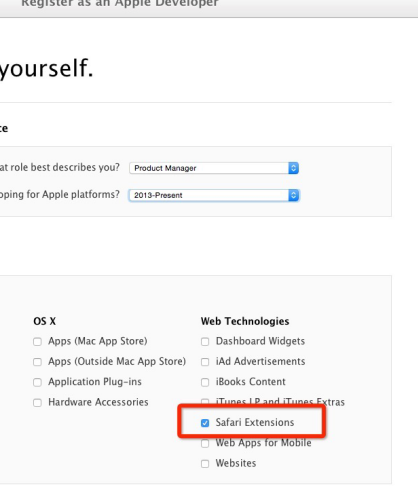 Register as an Apple Developer
yourself.
at role best describes you? Product Manager
oping for Apple platforms? 2013-Present
OS X
Apps (Mac App Store)
Apps (Outside Mac App Store)
Application Plug-ins
Hardware Accessories
Web Technologies
Dashboard Widgets
iAd Advertisements
iBooks Content
iTunes LP and iTunes Extras
Safari Extensions
Web Apps for Mobile
Websites